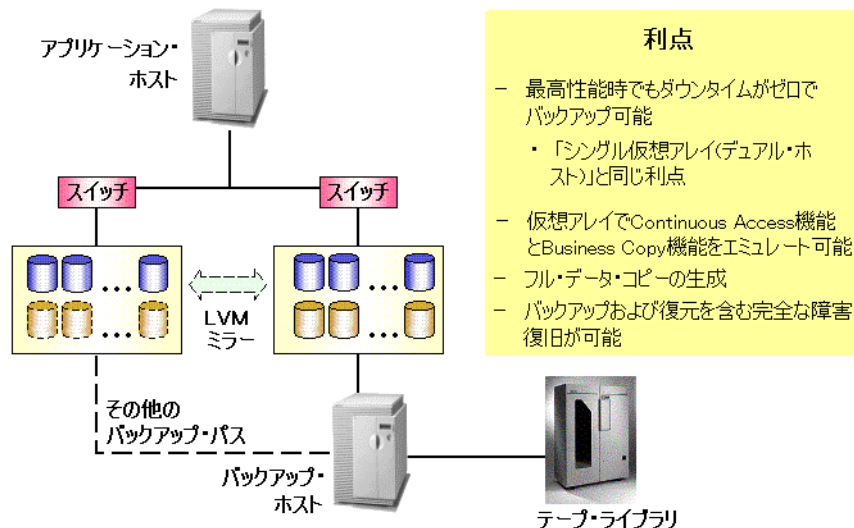 アプリケーション・
ホスト
スイッチ
スイッチ
...
...
...
...
LVM
ミラー
その他の
バックアップ・パス
バックアップ・
ホスト
テープ・ライブラリ
利点
− 最高性能時でもダウンタイムがゼロで
バックアップ可能
・ 「シングル仮想アレイ(デュアル・ホ
スト)」と同じ利点
− 仮想アレイでContinuous Access機能
とBusiness Copy機能をエミュレート可能
− フル・データ・コピーの生成
− バックアップおよび復元を含む完全な障害
復旧が可能